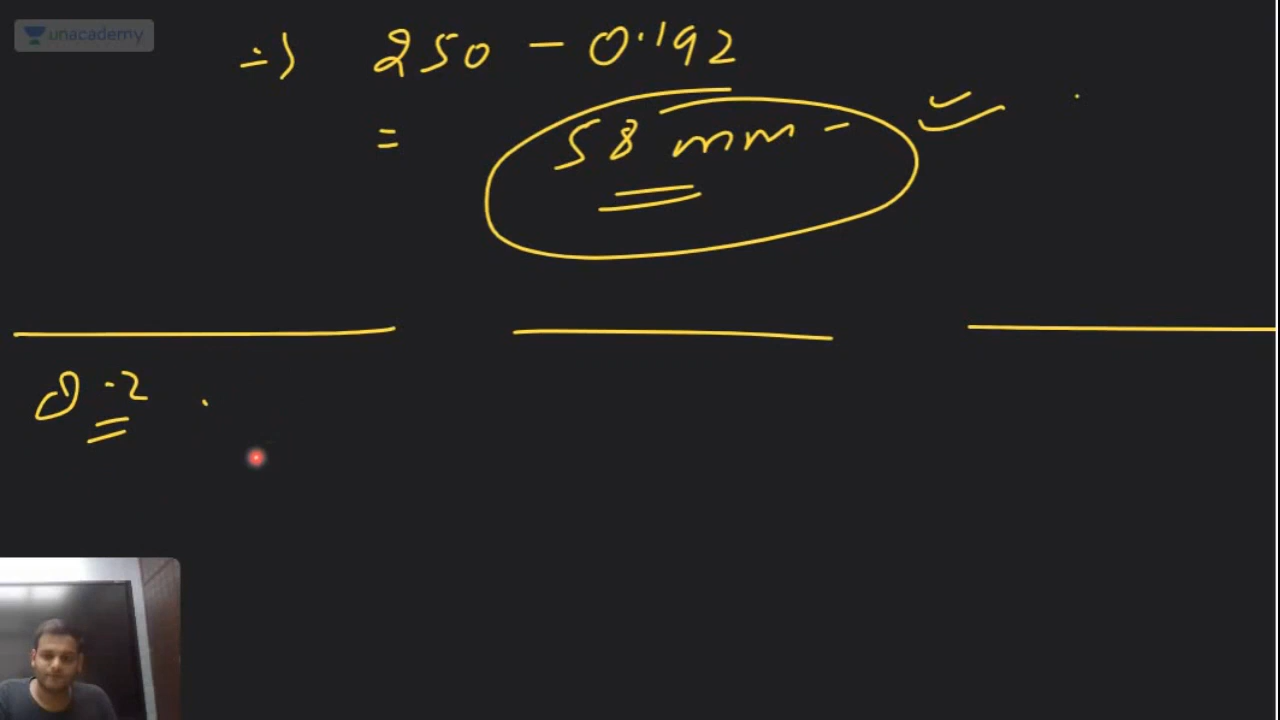 unacademy
=) 250 - 0.192
= 58 mm -
Q.2 .